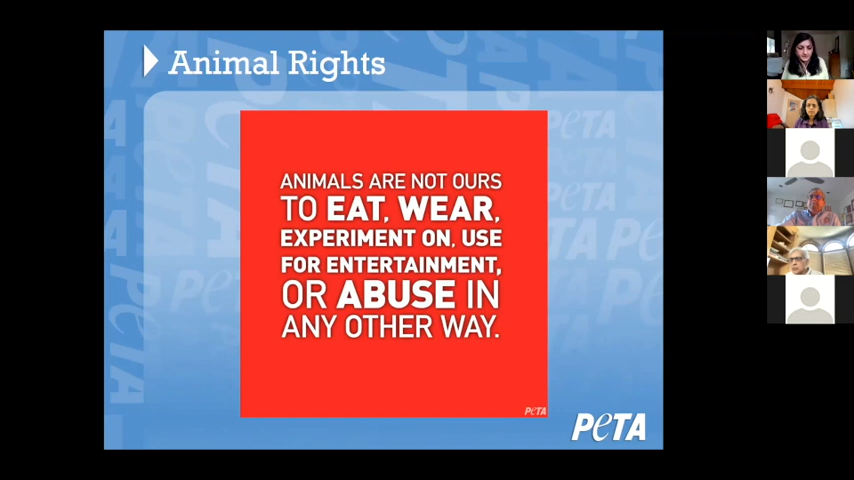 Animal Rights
ANIMALS ARE NOT OURS
TO EAT, WEAR,
EXPERIMENT ON, USE
FOR ENTERTAINMENT,
OR ABUSE IN
ANY OTHER WAY.
PeTA
PeTA